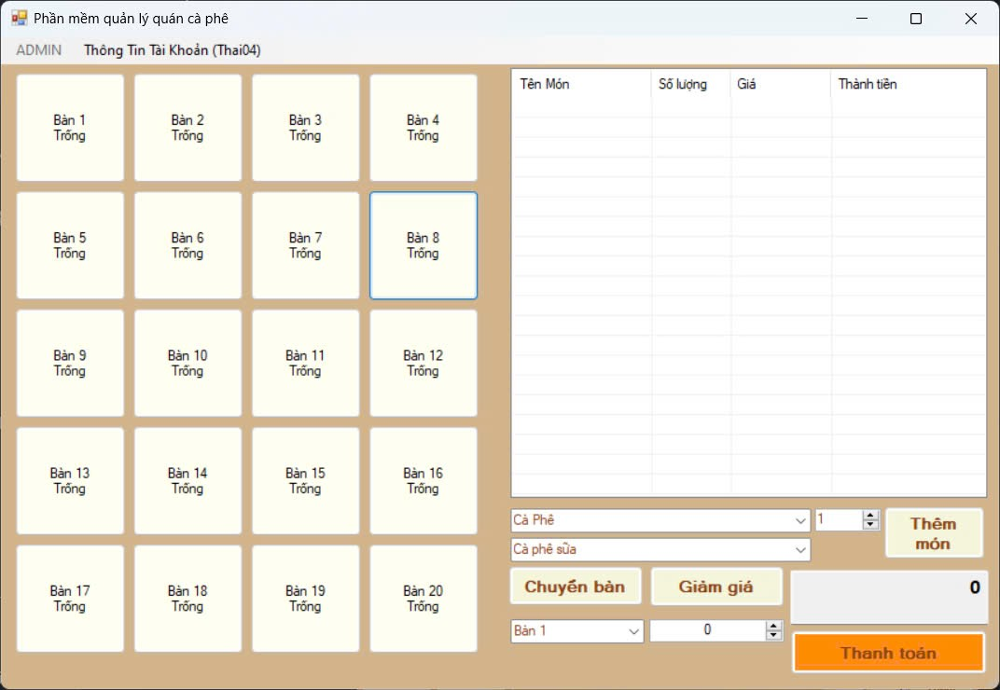 Phần mềm quản lý quán cà phê
ADMIN Thông Tin Tài Khoản (Thai04)
Bàn 1
Trống
Bàn 2
Trống
Bàn 3
Trống
Bàn 4
Trống
Bàn 5
Trống
Bàn 6
Trống
Bàn 7
Trống
Bàn 8
Trống
Bàn 9
Trống
Bàn 10
Trống
Bàn 11
Trống
Bàn 12
Trống
Bàn 13
Trống
Bàn 14
Trống
Bàn 15
Trống
Bàn 16
Trống
Bàn 17
Trống
Bàn 18
Trống
Bàn 19
Trống
Bàn 20
Trống
Tên Món Số lượng Giá Thành tiền
Cà Phê
1
Thêm
món
Cà phê sữa
Chuyển bàn
Giảm giá
0
Bàn 1
0
Thanh toán